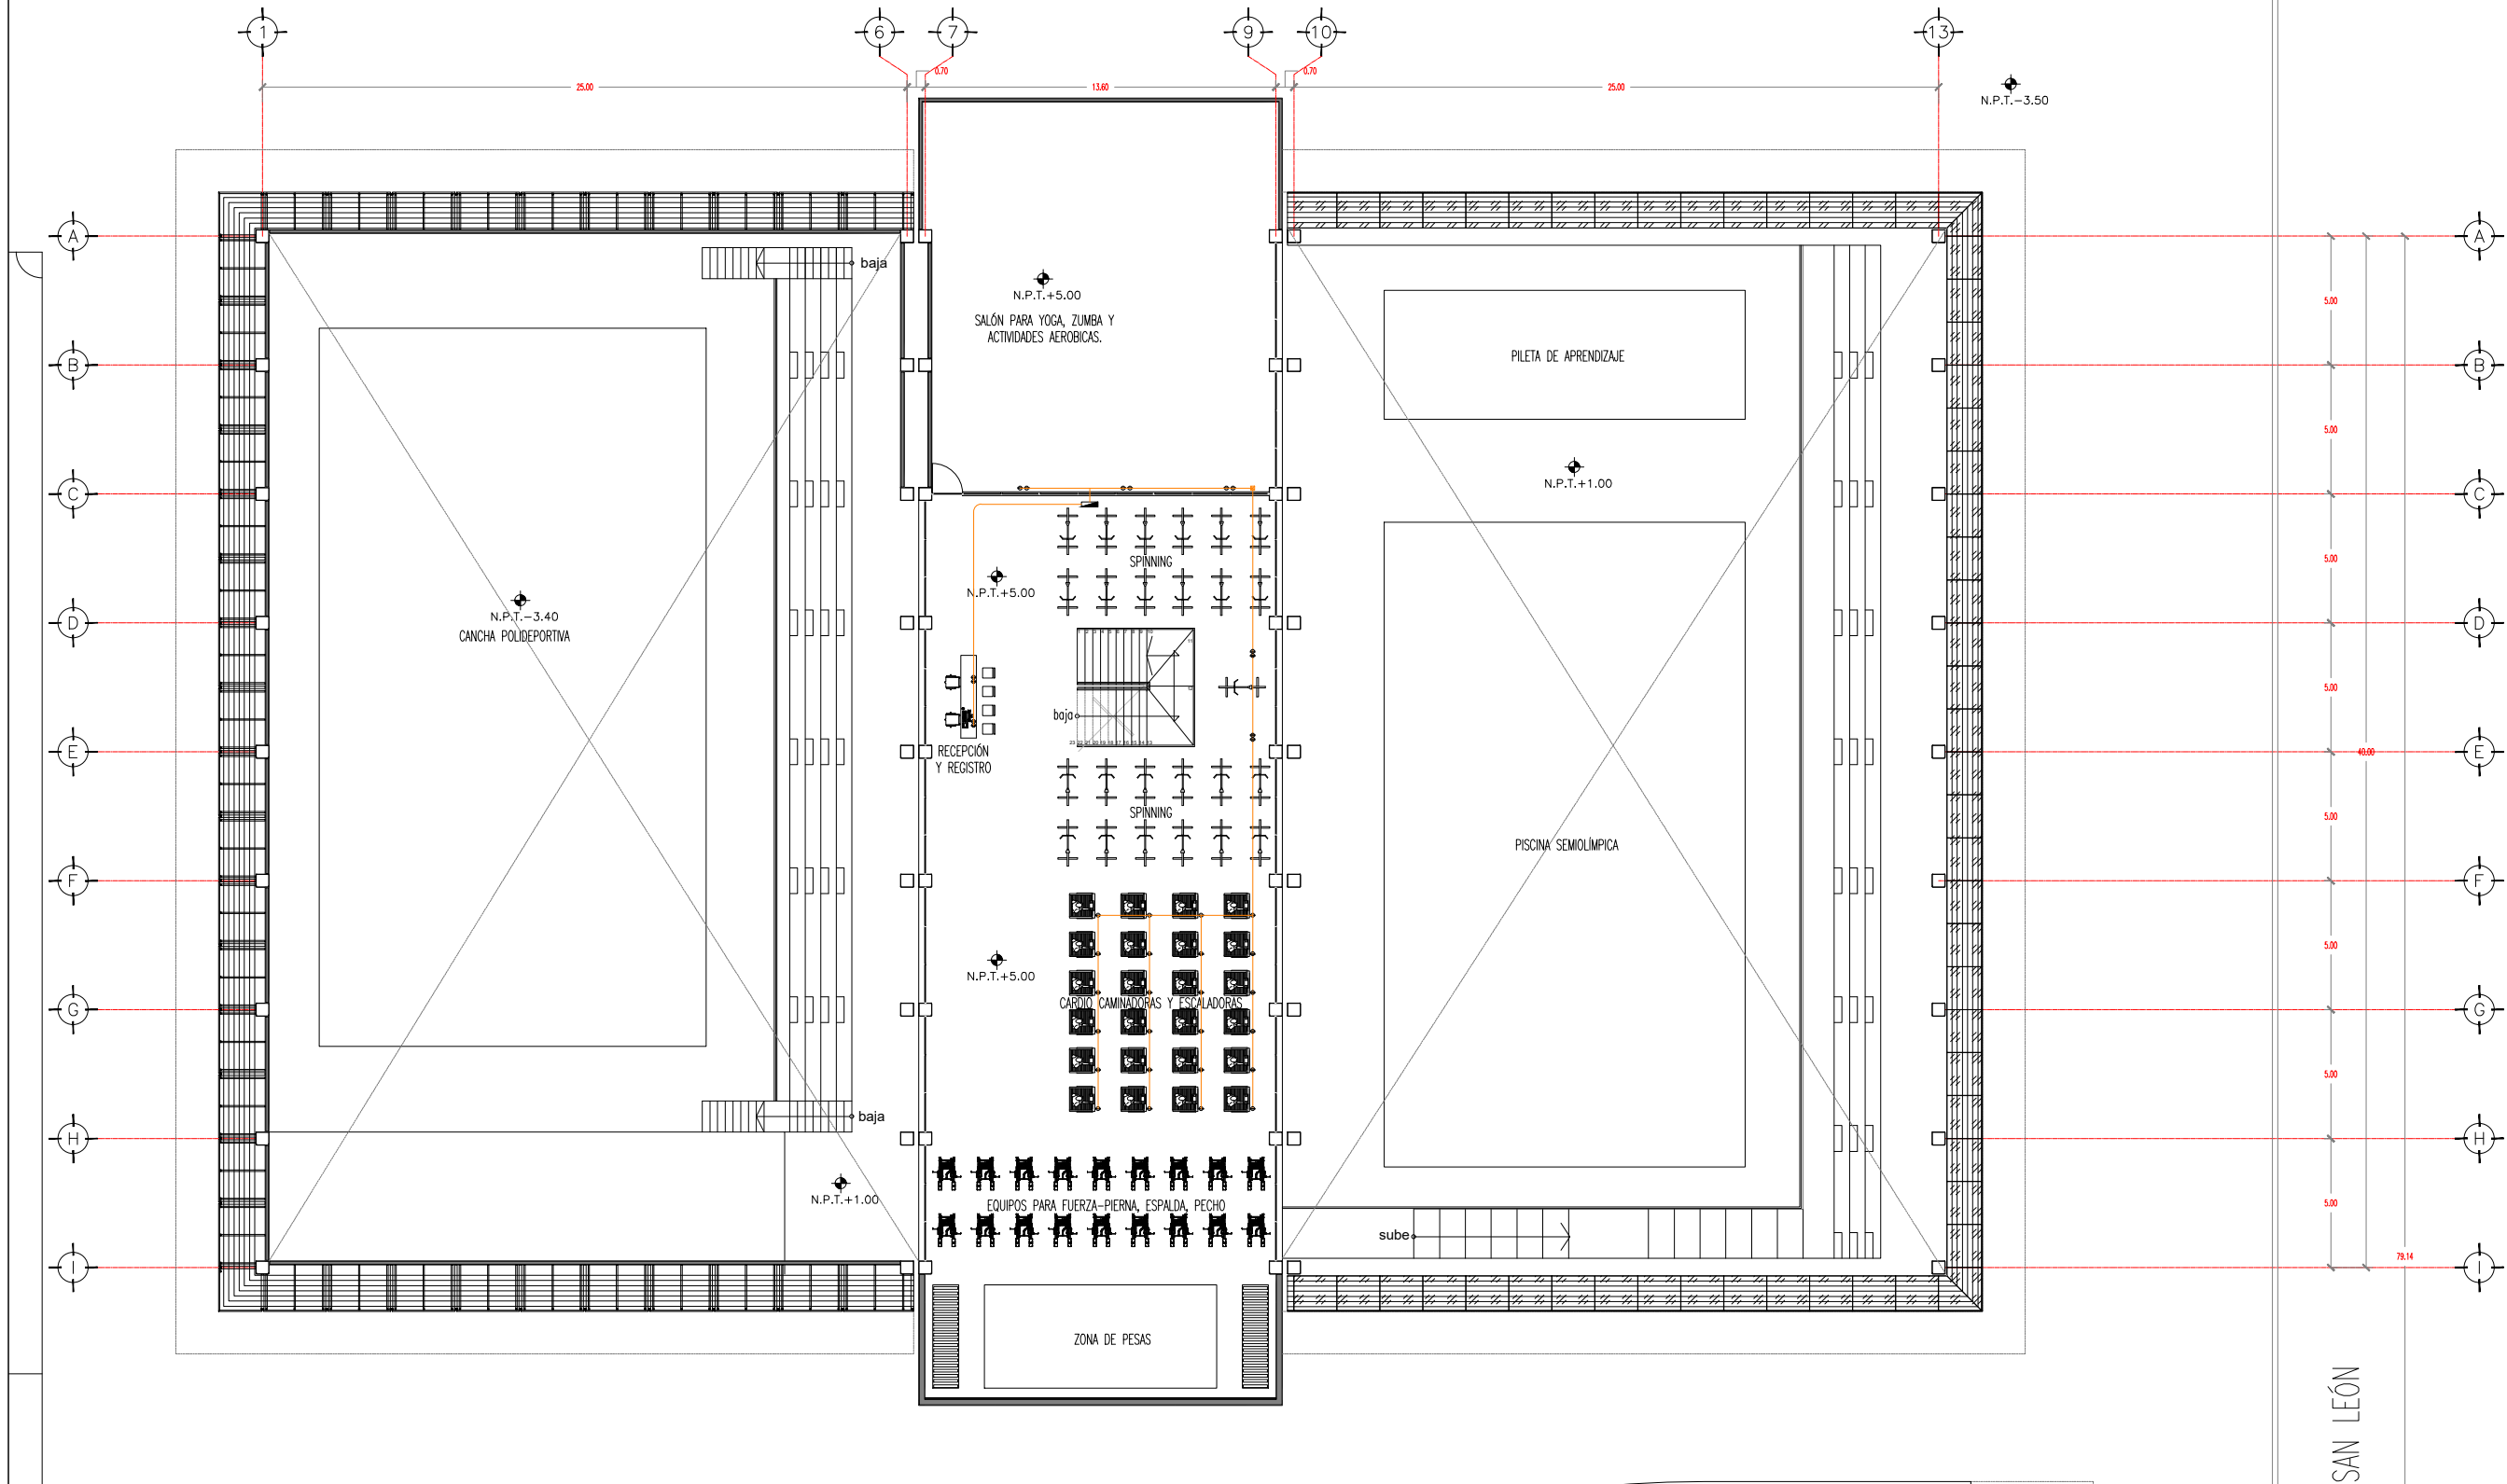 1
6
7
9
10
13
0.70
0.70
25.00
13.60
25.00
N.P.T.-3.50
A
A
baja
N.P.T.+5.00
5.00
SALÓN PARA YOGA, ZUMBA Y
ACTIVIDADES AEROBICAS.
PILETA DE APRENDIZAJE
B
B
5.00
N.P.T.+1.00
C
C
SPINNING
5.00
N.P.T.+5.00
N.P.T.-3.40
CANCHA POLIDEPORTIVA
D
D
5.00
baja
RECEPCIÓN
Y REGISTRO
E
40.00
E
SPINNING
5.00
PISCINA SEMIOLÍMPICA
F
F
5.00
N.P.T.+5.00
CARDIO CAMINADORAS Y ESCALADORAS
G
G
5.00
baja
H
H
N.P.T.+1.00
EQUIPOS PARA FUERZA-PIERNA, ESPALDA, PECHO
5.00
sube
79.14
I
I
ZONA DE PESAS
SAN LEÓN